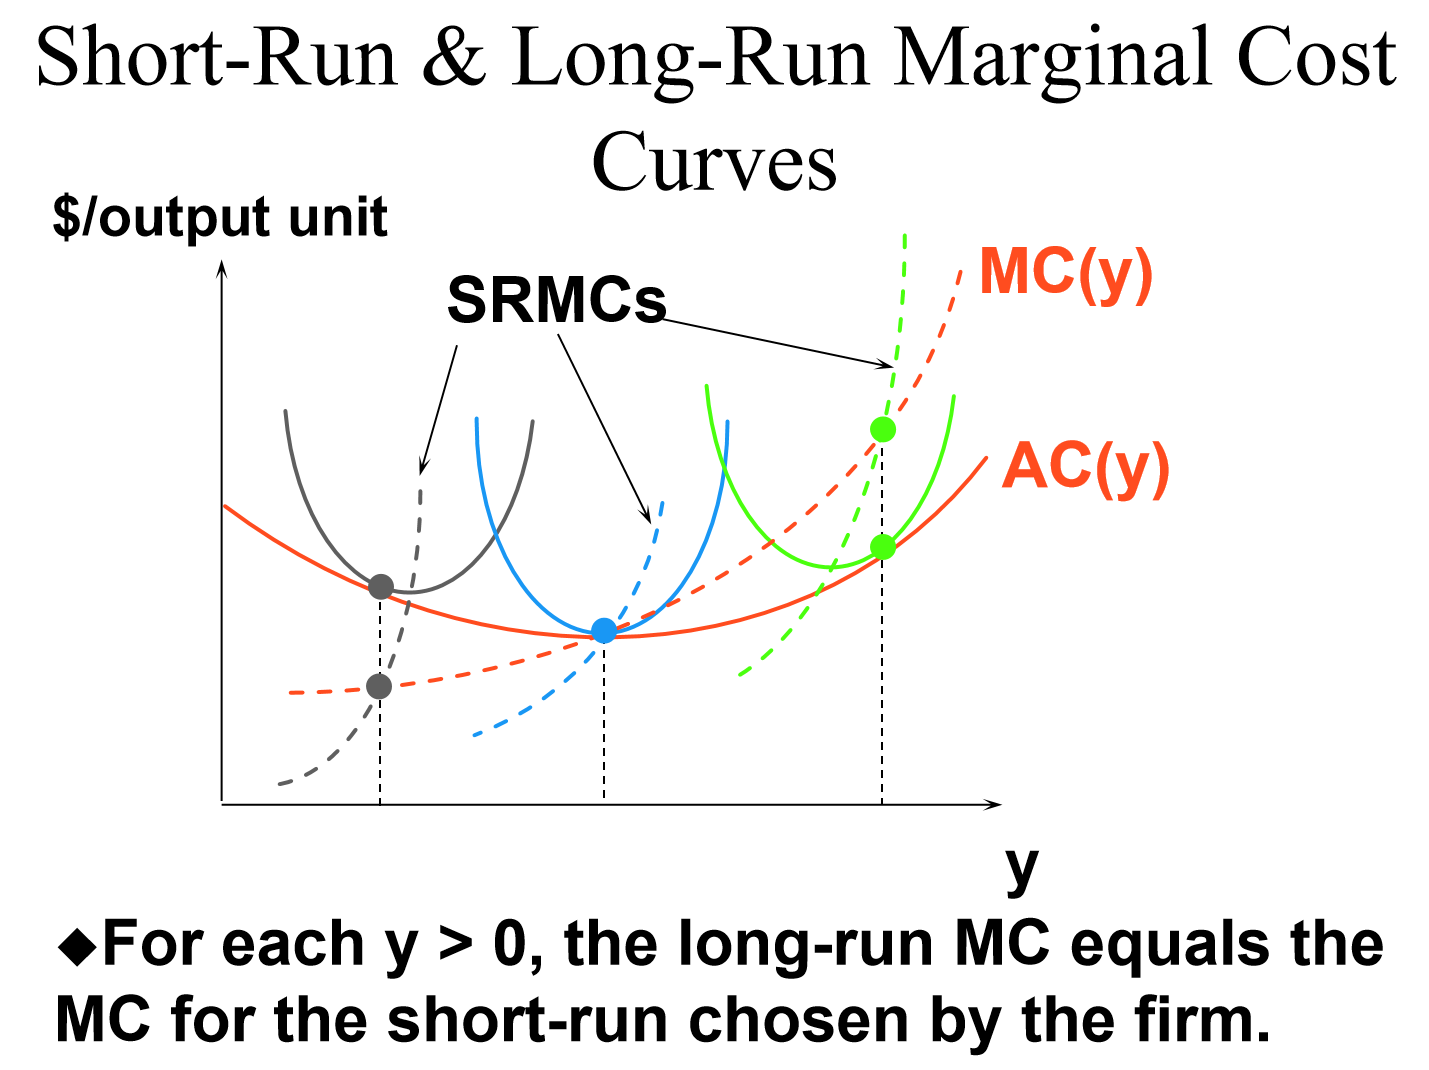 Short-Run & Long-Run Marginal Cost
Curves
$/output unit
MC(y)
SRMCs
AC(y)
y
◆For each y > 0, the long-run MC equals the
MC for the short-run chosen by the firm.